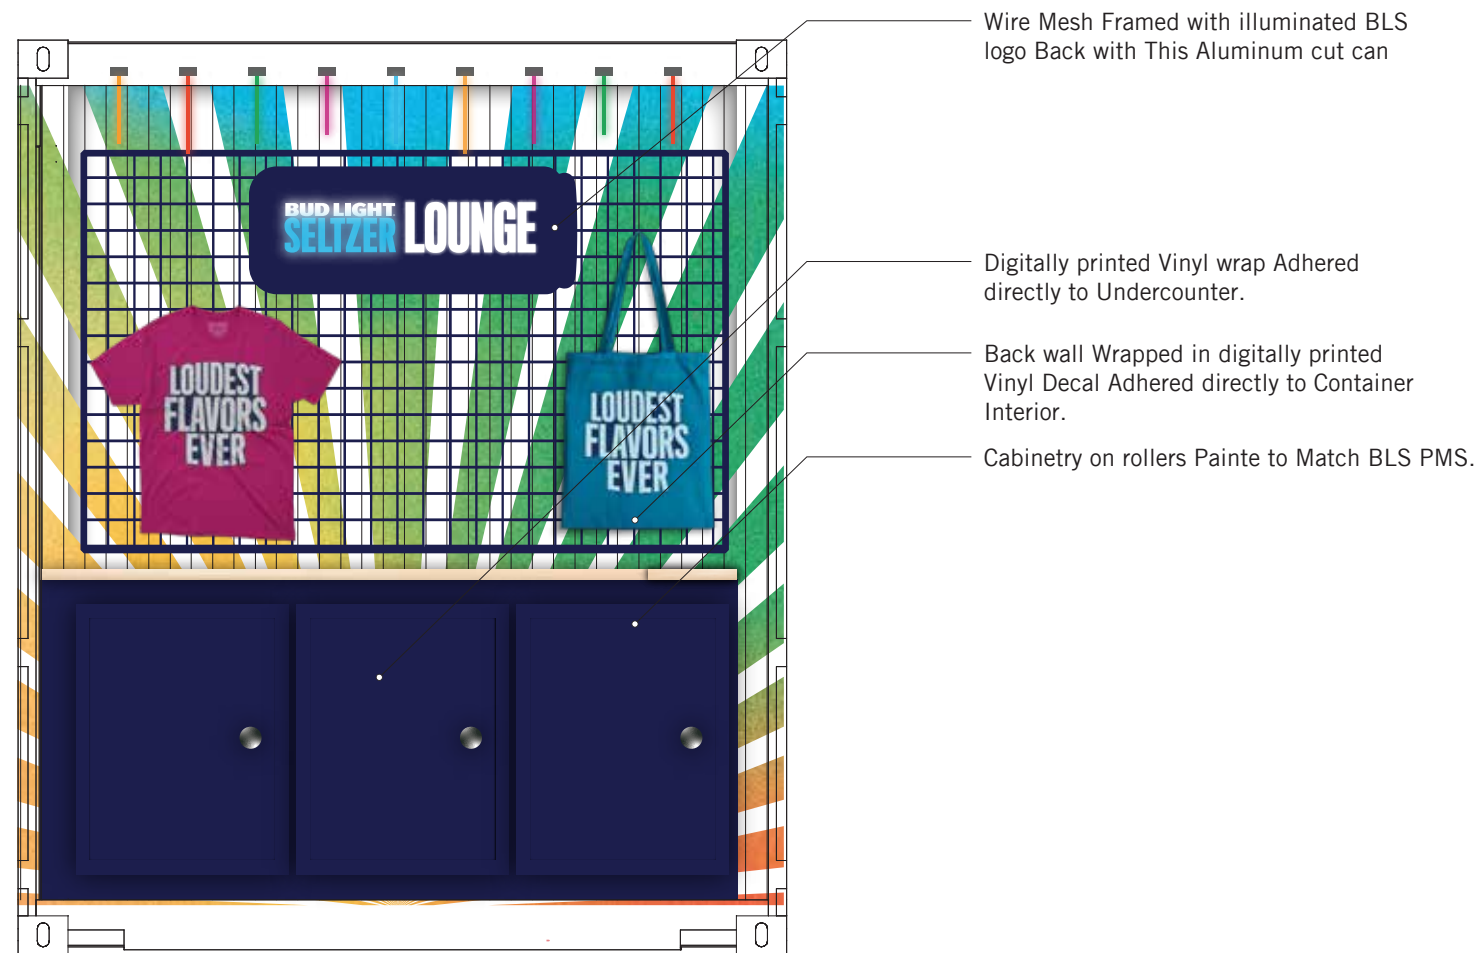 Wire Mesh Framed with illuminated BLS
logo Back with This Aluminum cut can
BUD LIGHT
SELTZER LOUNGE
Digitally printed Vinyl wrap Adhered
directly to Undercounter.
Back wall Wrapped in digitally printed
Vinyl Decal Adhered directly to Container
Interior.
Cabinetry on rollers Painte to Match BLS PMS.
LOUDEST
FLAVORS
EVER
LOUDEST
FLAVORS
EVER